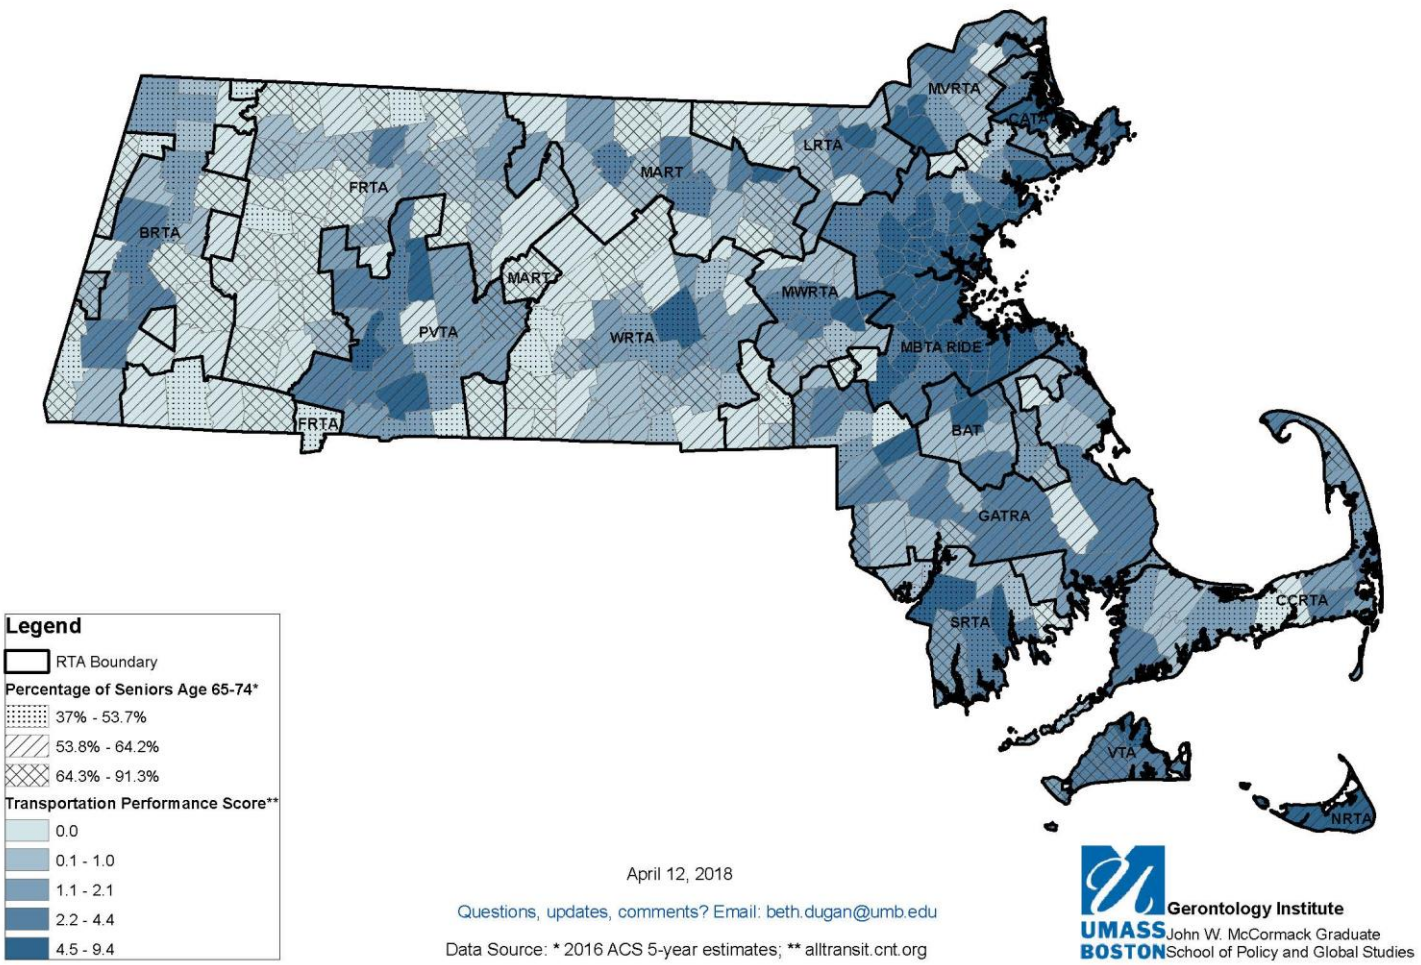 MVRTA
CATA
LRTA
MART
FRTA
BRTA
MART
MWRTA
PVTA
WRTA
MBTA RIDE
FRTA
BAT
GATRA
CCRTA
SRTA
VTA
NRTA
Legend
RTA Boundary
Percentage of Seniors Age 65-74*
37% - 53.7%
53.8% - 64.2%
64.3% - 91.3%
Transportation Performance Score**
0.0
0.1 - 1.0
1.1 - 2.1
2.2 - 4.4
4.5 - 9.4
April 12, 2018
Questions, updates, comments? Email: beth.dugan@umb.edu
Data Source: * 2016 ACS 5-year estimates; ** alltransit.cnt.org
UMASS
BOSTON
Gerontology Institute
John W. McCormack Graduate
School of Policy and Global Studies